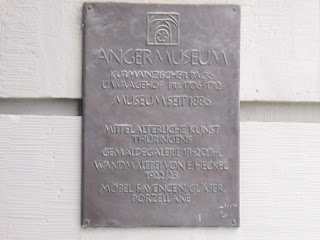 ANGERMUSEUM
KURMAINZISCHER PACK-
U. WAAGEHOF ERB. 1706-1712
MUSEUM SEIT 1886
MITTELALTERLICHE KUNST
THÜRINGENS
GEMÄLDEGALERIE 17.-20.JH.
WANDMALEREI VON E. HECKEL
1922/23
MÖBEL, FAYENCEN, GLÄSER,
PORZELLANE